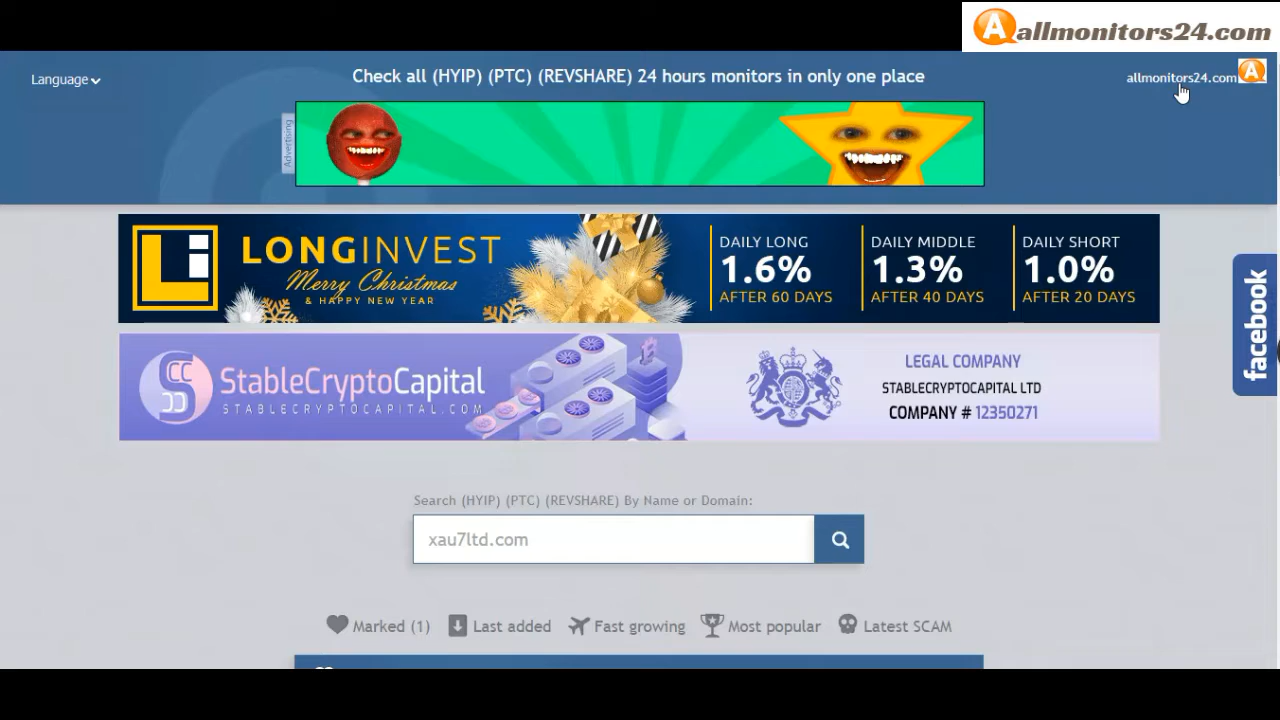 allmonitors24.com
Language
Check all (HYIP) (PTC) (REVSHARE) 24 hours monitors in only one place
allmonitors24.com
Advertising
LONGINVEST
Merry Christmas
& HAPPY NEW YEAR
DAILY LONG
1.6%
AFTER 60 DAYS
DAILY MIDDLE
1.3%
AFTER 40 DAYS
DAILY SHORT
1.0%
AFTER 20 DAYS
facebook
StableCryptoCapital
STABLECRYPTOCAPITAL.COM
LEGAL COMPANY
STABLECRYPTOCAPITAL LTD
COMPANY # 12350271
Search (HYIP) (PTC) (REVSHARE) By Name or Domain:
xau7ltd.com
Marked (1) Last added Fast growing Most popular Latest SCAM